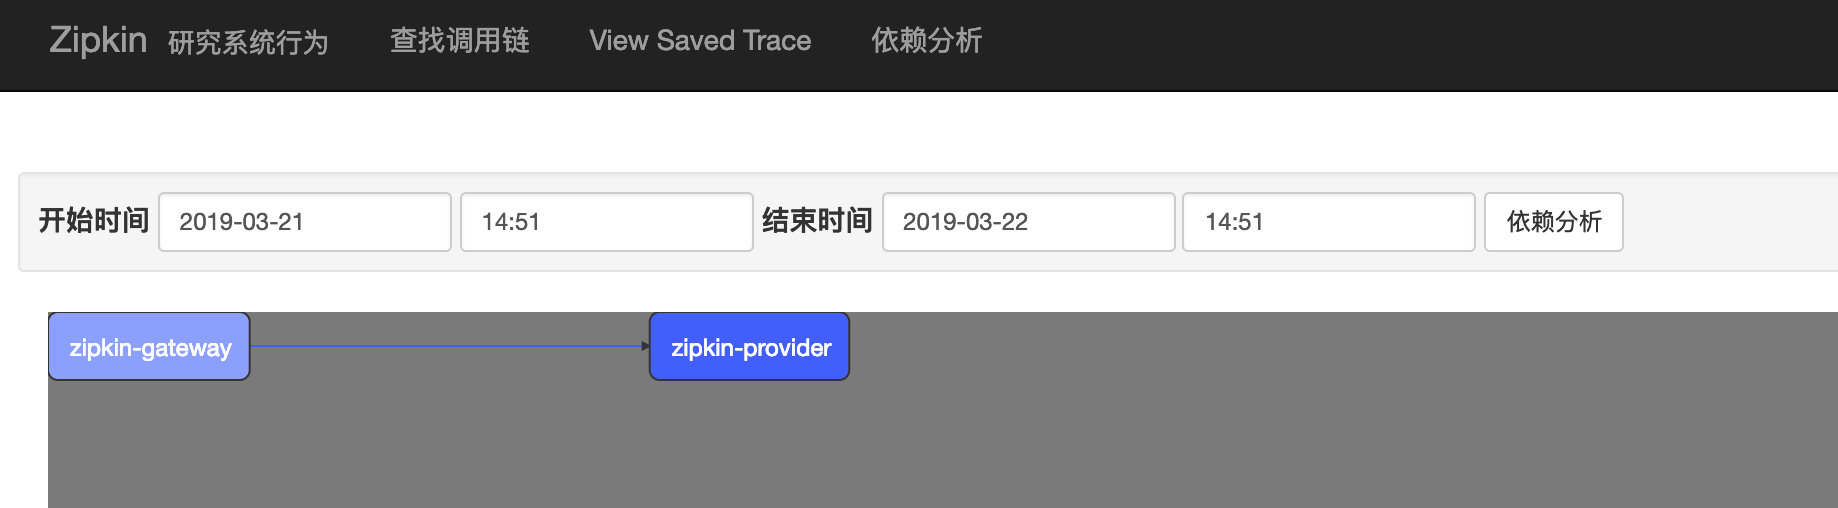 Zipkin 研究系统行为 查找调用链 View Saved Trace 依赖分析
开始时间 2019-03-21 14:51 结束时间 2019-03-22 14:51 依赖分析
zipkin-gateway zipkin-provider